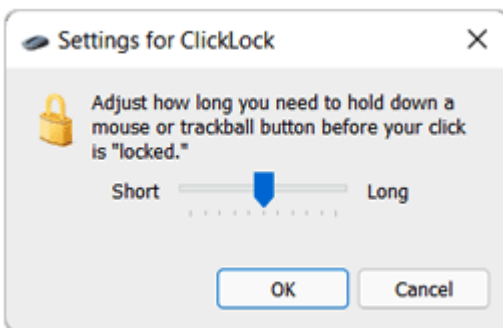 Settings for ClickLock
Adjust how long you need to hold down a
mouse or trackball button before your click
is "locked."
Short Long
OK Cancel